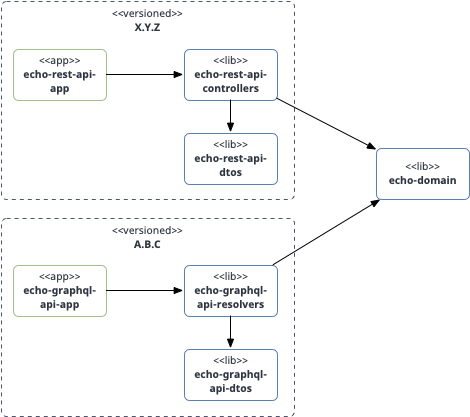 <<versioned>>
X.Y.Z
<<app>>
echo-rest-api-
app
<<lib>>
echo-rest-api-
controllers
<<lib>>
echo-rest-api-
dtos
<<lib>>
echo-domain
<<versioned>>
A.B.C
<<app>>
echo-graphql-
api-app
<<lib>>
echo-graphql-
api-resolvers
<<lib>>
echo-graphql-
api-dtos